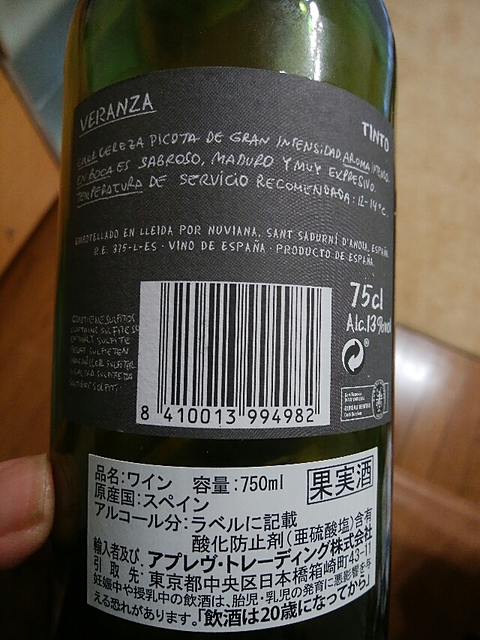 VERANZA
TINTO
COLOR CEREZA PICOTA DE GRAN INTENSIDAD AROMA INTENSO.
EN BOCA ES SABROSO, MADURO Y MUY EXPRESIVO.
TEMPERATURA DE SERVICIO RECOMENDADA: 12-14°C.
EMBOTELLADO EN LLEIDA POR NUVIANA, SANT SADURNÍ D'ANOIA, ESPAÑA
R.E. 375-L-ES · VINO DE ESPAÑA · PRODUCTO DE ESPAÑA
CONTIENE SULFITOS
CONTAINS SULFITES
75cl
Alc.13%vol
8 410013 994982
品名:ワイン 容量:750ml
果実酒
原産国:スペイン
アルコール分:ラベルに記載
酸化防止剤(亜硫酸塩)含有
輸入者及び アプレヴ・トレーディング株式会社
引取先:東京都中央区日本橋箱崎町43-11
妊娠中や授乳中の飲酒は、胎児・乳児の発育に悪影響を与
える恐れがあります。「飲酒は20歳になってから」